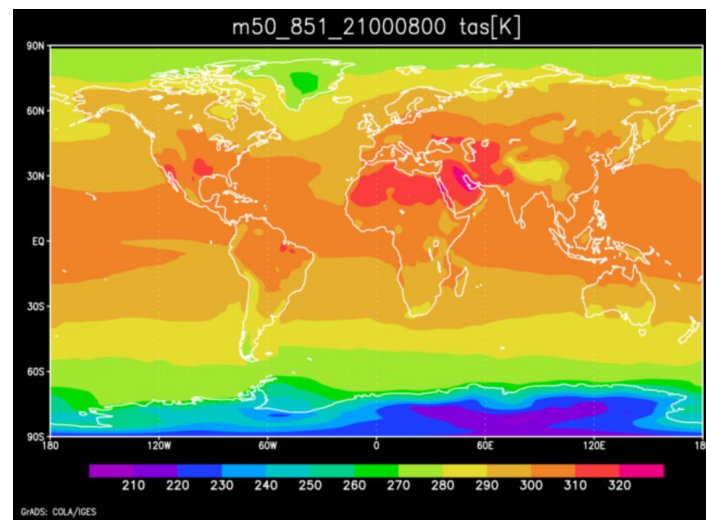 m50_851_21000800 tas[K]
90N
60N
30N
EQ
30S
60S
90S
180 120W 60W 0 60E 120E 18
210 220 230 240 250 260 270 280 290 300 310 320
GrADS: COLA/IGES